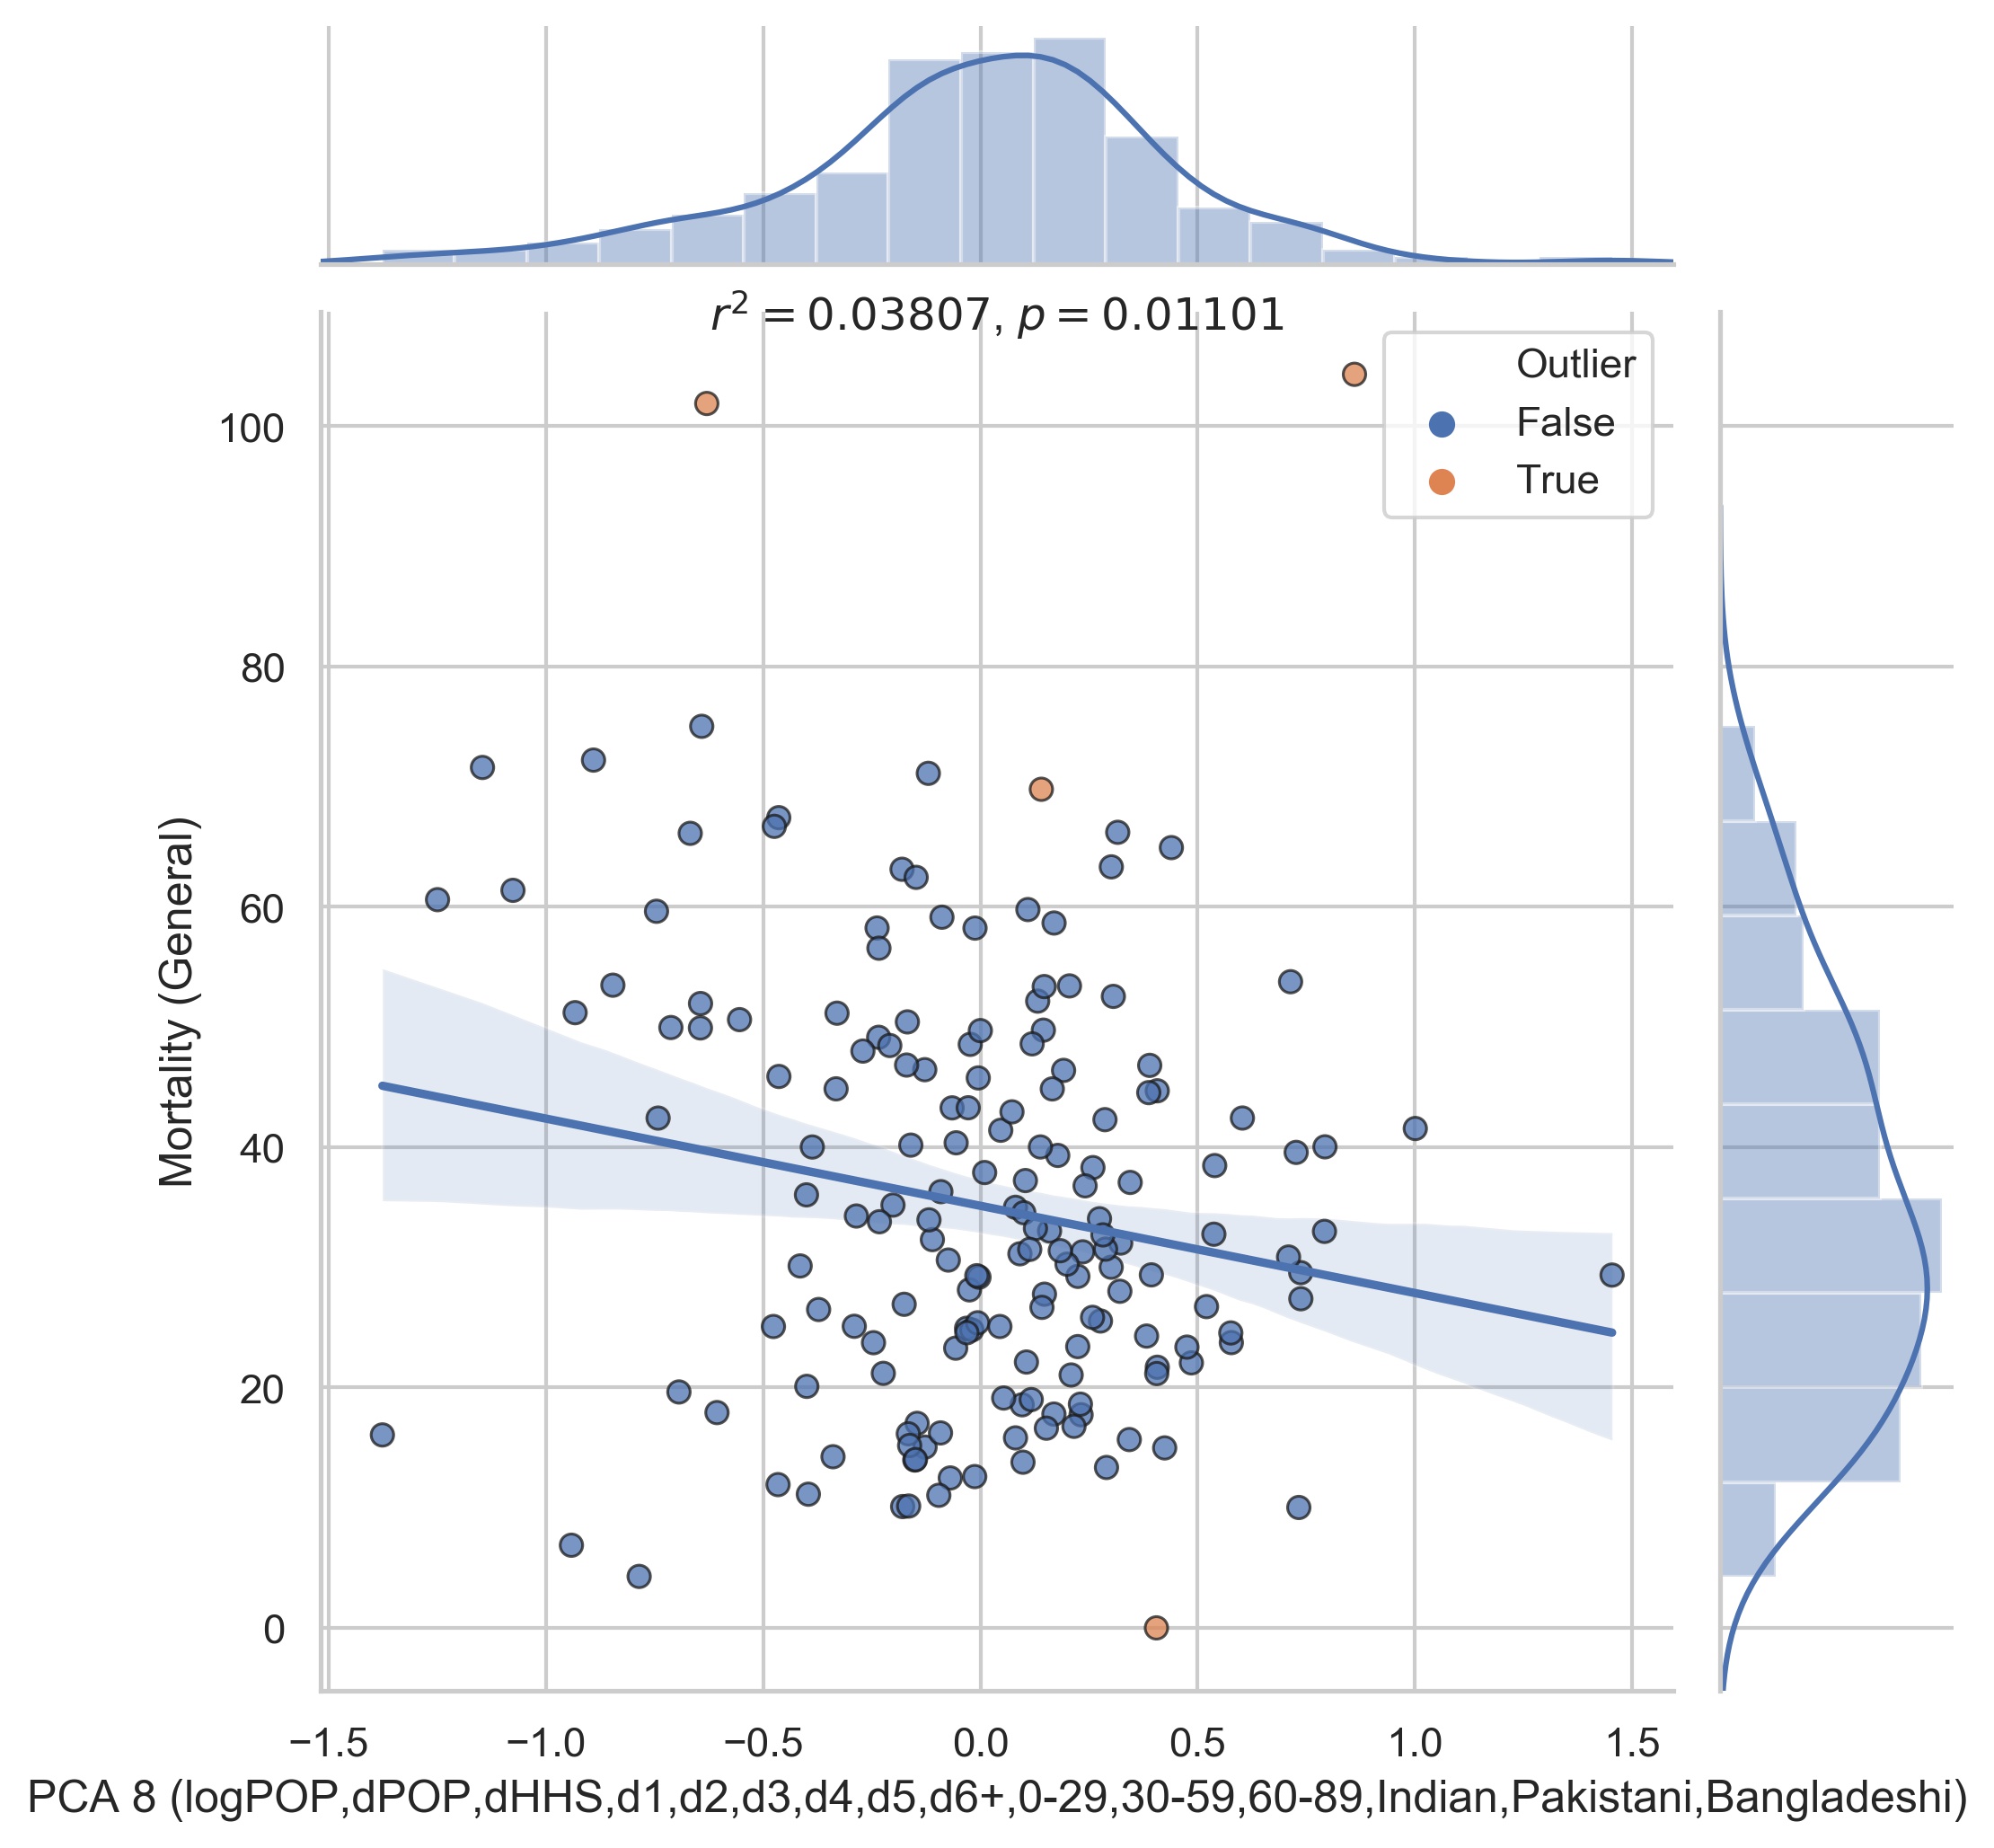 r² = 0.03807, p = 0.01101
Outlier
False
True
100
80
60
40
20
0
Mortality (General)
−1.5 −1.0 −0.5 0.0 0.5 1.0 1.5
PCA 8 (logPOP,dPOP,dHHS,d1,d2,d3,d4,d5,d6+,0-29,30-59,60-89,Indian,Pakistani,Bangladeshi)